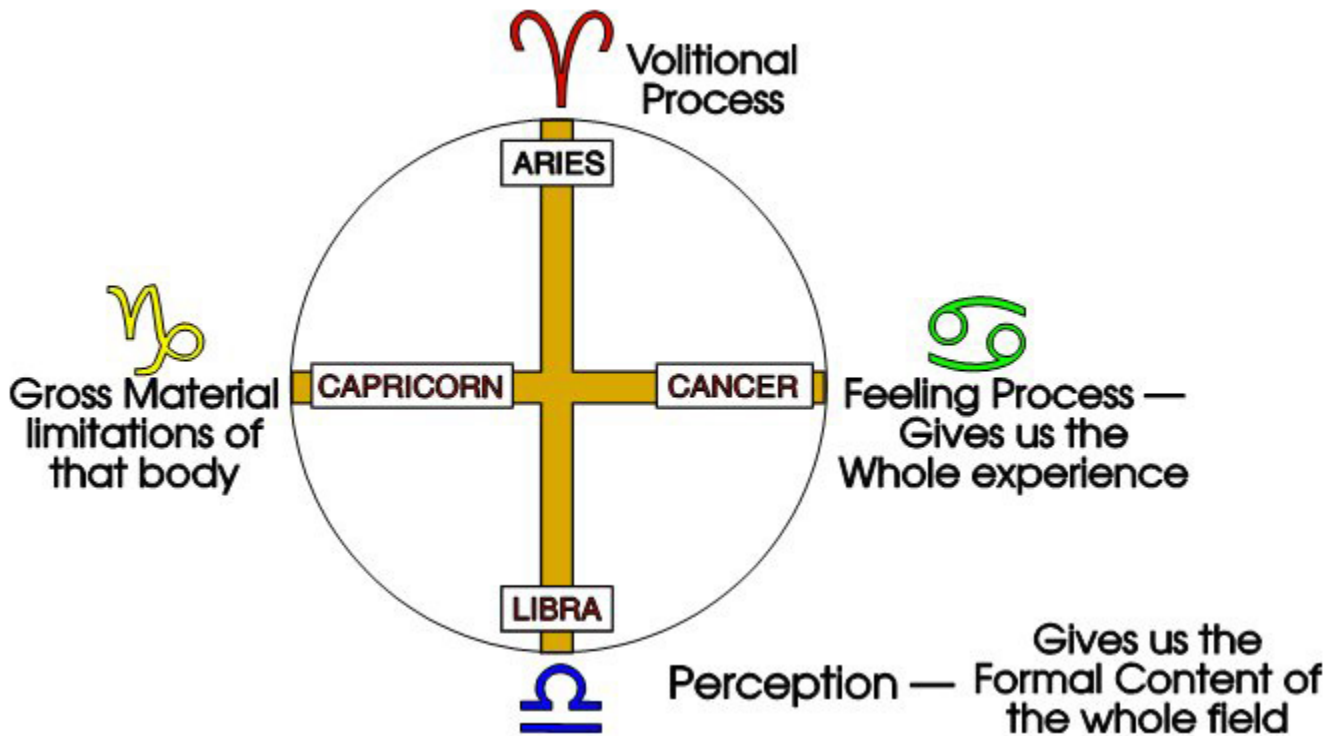 Volitional
Process
ARIES
CAPRICORN
Gross Material
limitations of
that body
CANCER
Feeling Process —
Gives us the
Whole experience
LIBRA
Perception —
Gives us the
Formal Content of
the whole field